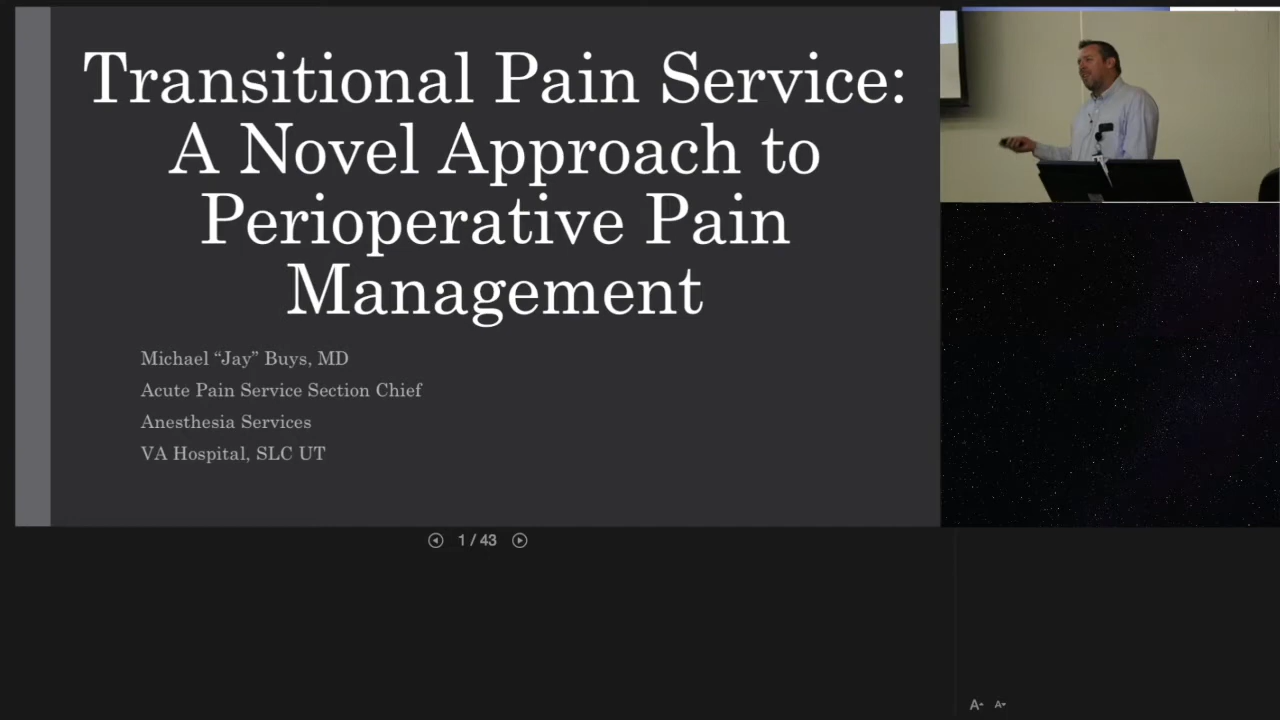 Transitional Pain Service:
A Novel Approach to
Perioperative Pain
Management
Michael “Jay” Buys, MD
Acute Pain Service Section Chief
Anesthesia Services
VA Hospital, SLC UT
1 / 43
A A